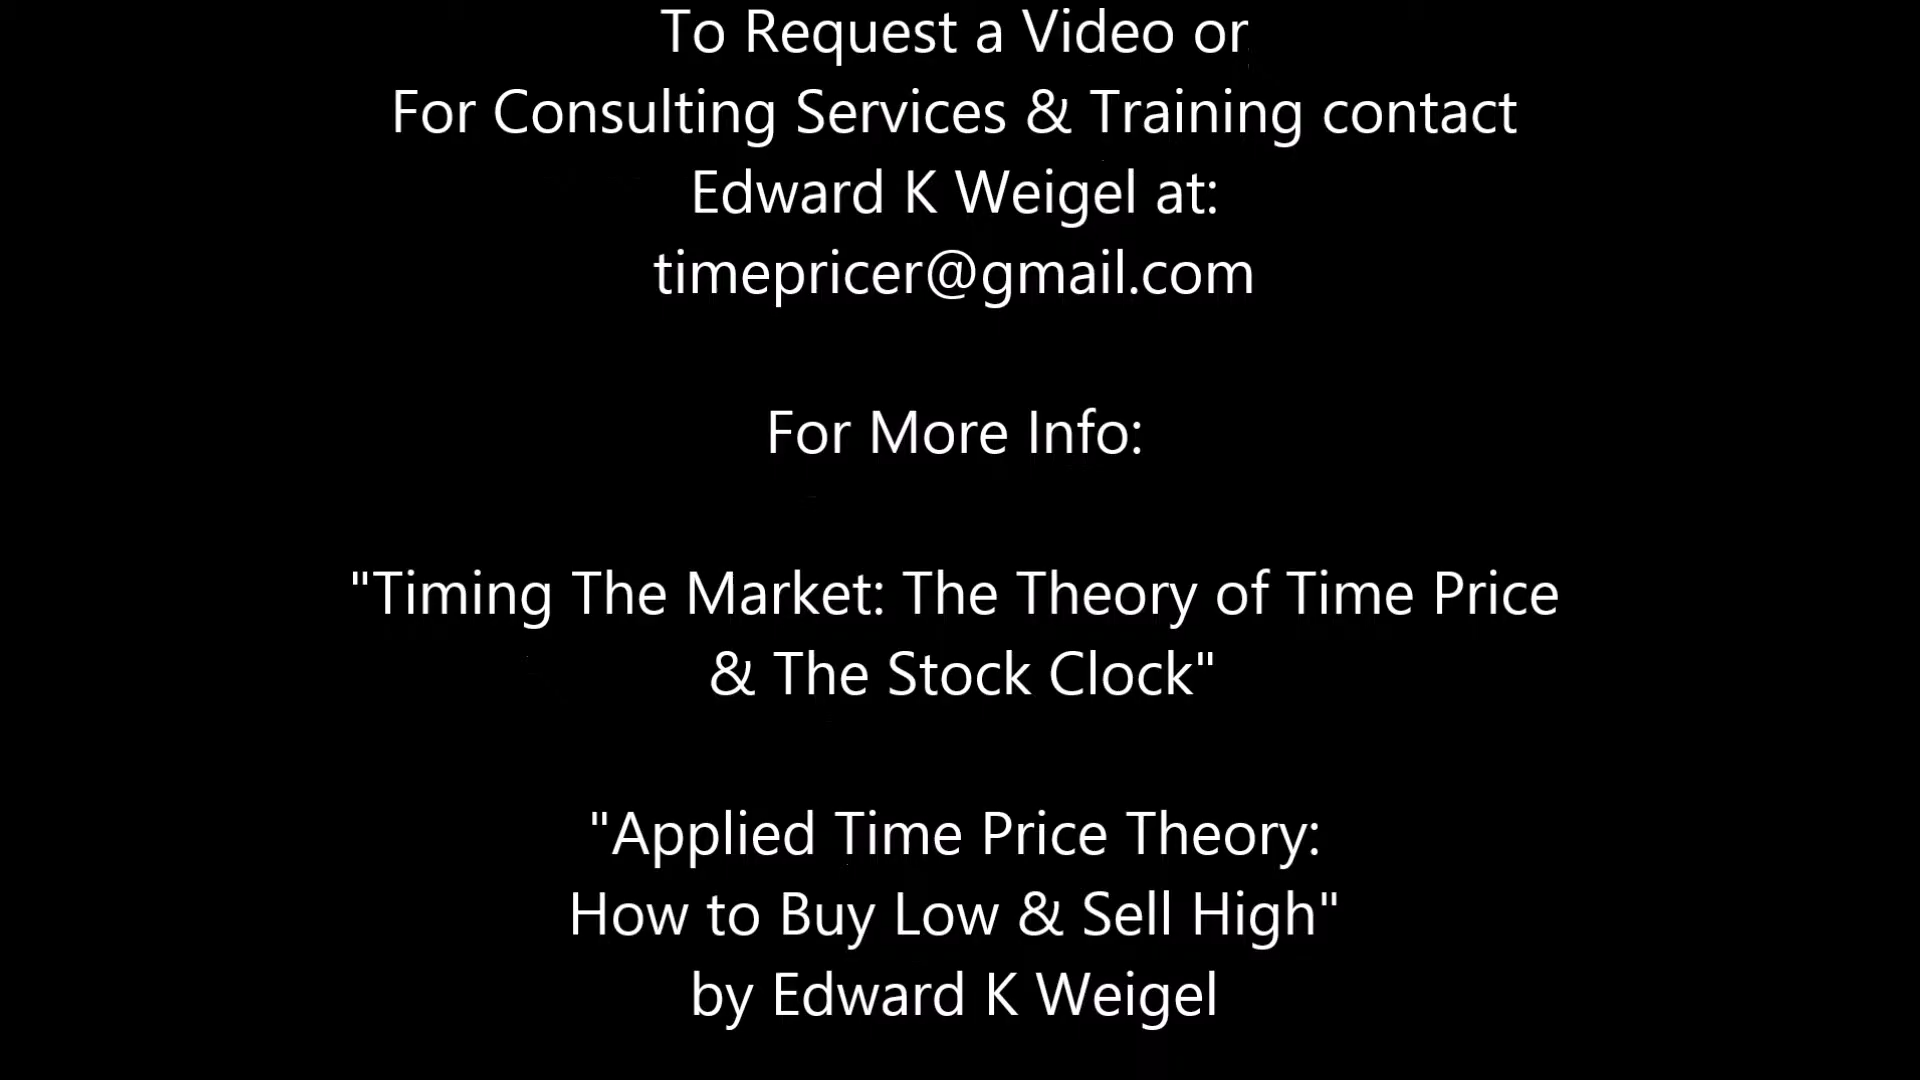 To Request a Video or
For Consulting Services & Training contact
Edward K Weigel at:
timepricer@gmail.com
For More Info:
"Timing The Market: The Theory of Time Price
& The Stock Clock"
"Applied Time Price Theory:
How to Buy Low & Sell High"
by Edward K Weigel